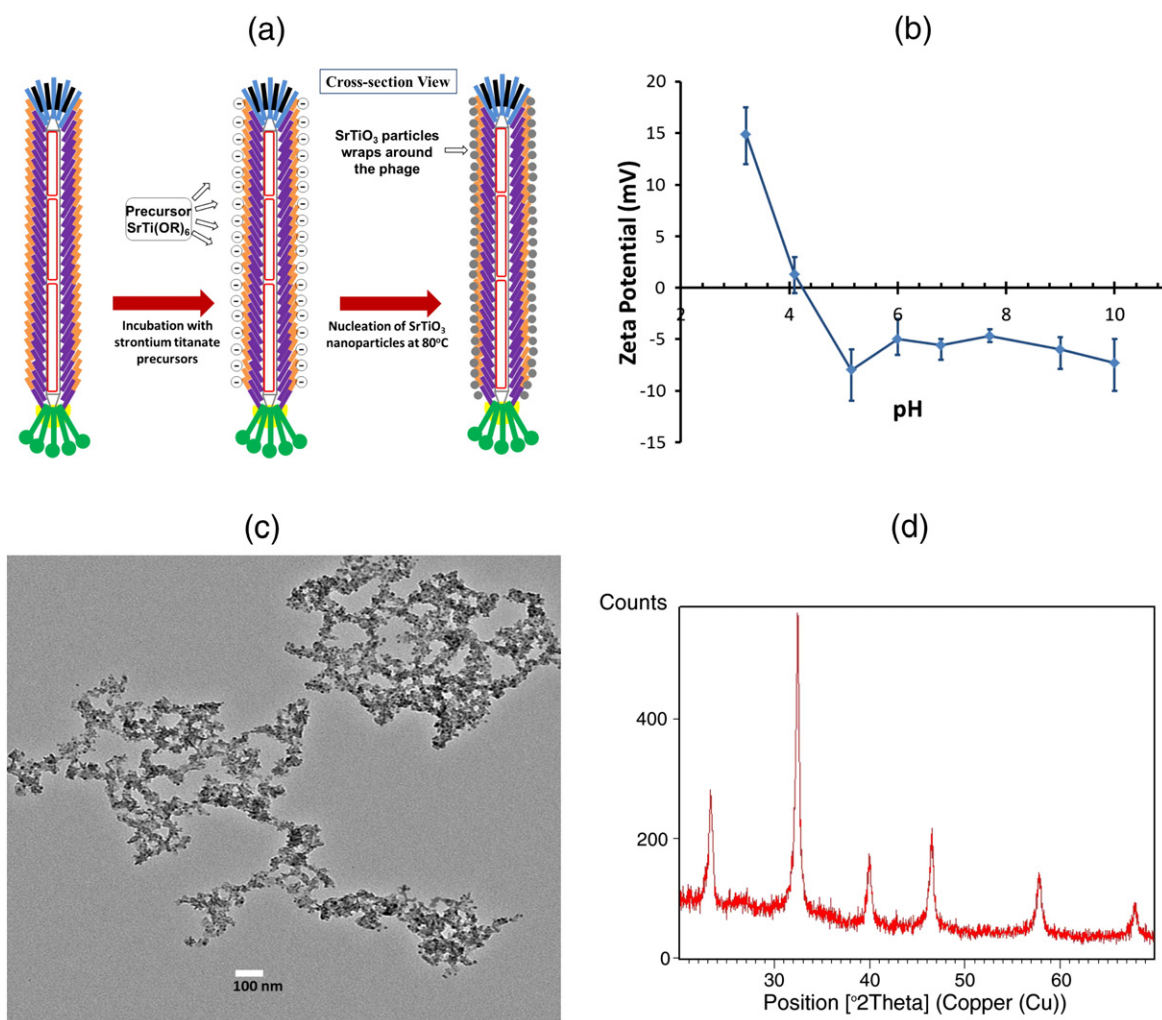 (a)
Cross-section View
SrTiO₃ particles
wraps around
the phage
Precursor
SrTi(OR)₆
Incubation with
strontium titanate
precursors
Nucleation of SrTiO₃
nanoparticles at 80°C
(b)
Zeta Potential (mV)
20
15
10
5
0
-5
-10
-15
2
4
6
8
10
pH
(c)
100 nm
(d)
Counts
400
200
0
30
40
50
60
Position [°2Theta] (Copper (Cu))